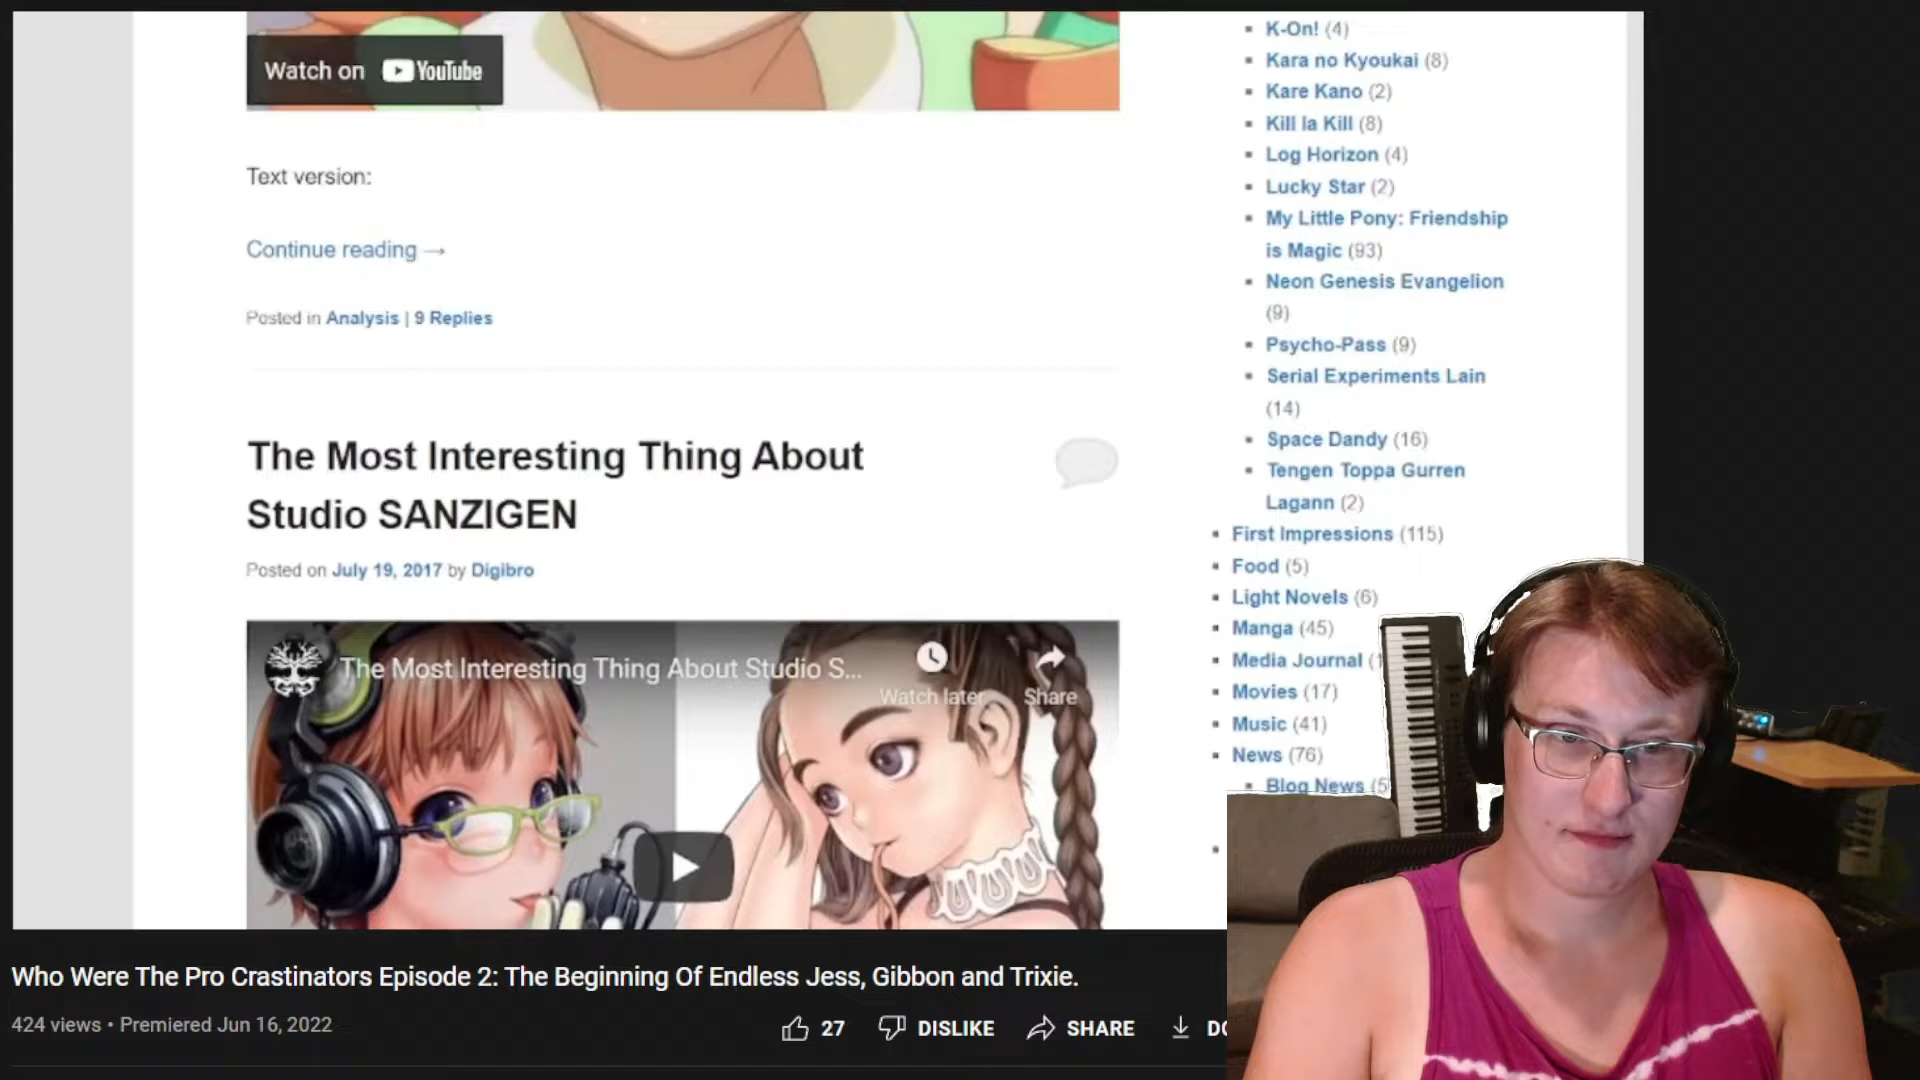 Watch on YouTube
Text version:
Continue reading →
Posted in Analysis | 9 Replies
The Most Interesting Thing About
Studio SANZIGEN
Posted on July 19, 2017 by Digibro
The Most Interesting Thing About Studio S...
Watch later
Share
K-On! (4)
Kara no Kyoukai (8)
Kare Kano (2)
Kill la Kill (8)
Log Horizon (4)
Lucky Star (2)
My Little Pony: Friendship
is Magic (93)
Neon Genesis Evangelion
(9)
Psycho-Pass (9)
Serial Experiments Lain
(14)
Space Dandy (16)
Tengen Toppa Gurren
Lagann (2)
First Impressions (115)
Food (5)
Light Novels (6)
Manga (45)
Media Journal (1
Movies (17)
Music (41)
News (76)
Blog News (5
Who Were The Pro Crastinators Episode 2: The Beginning Of Endless Jess, Gibbon and Trixie.
424 views • Premiered Jun 16, 2022
27
DISLIKE
SHARE
DO